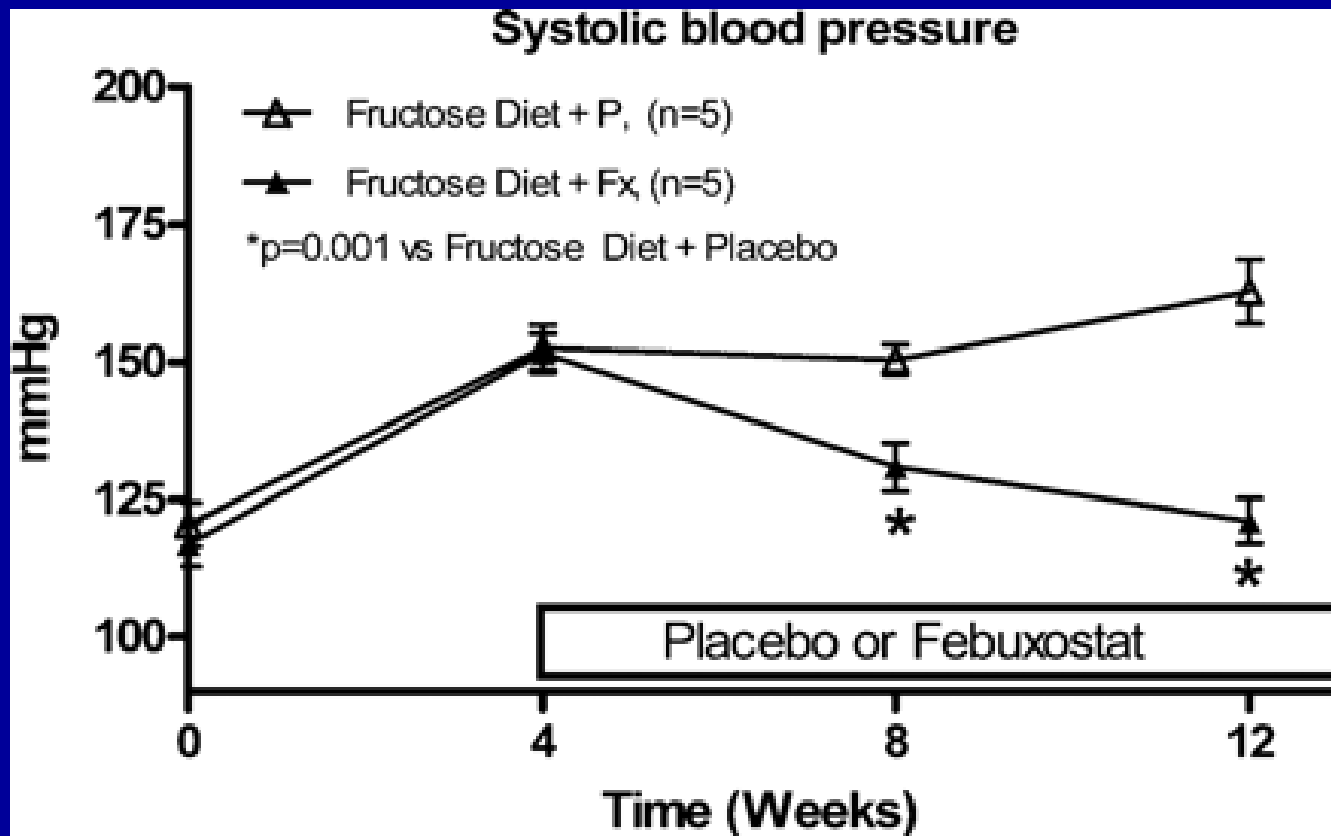 Systolic blood pressure
200
Fructose Diet + P, (n=5)
Fructose Diet + Fx, (n=5)
175
*p=0.001 vs Fructose Diet + Placebo
mmHg
150
125
*
*
100
Placebo or Febuxostat
0 4 8 12
Time (Weeks)